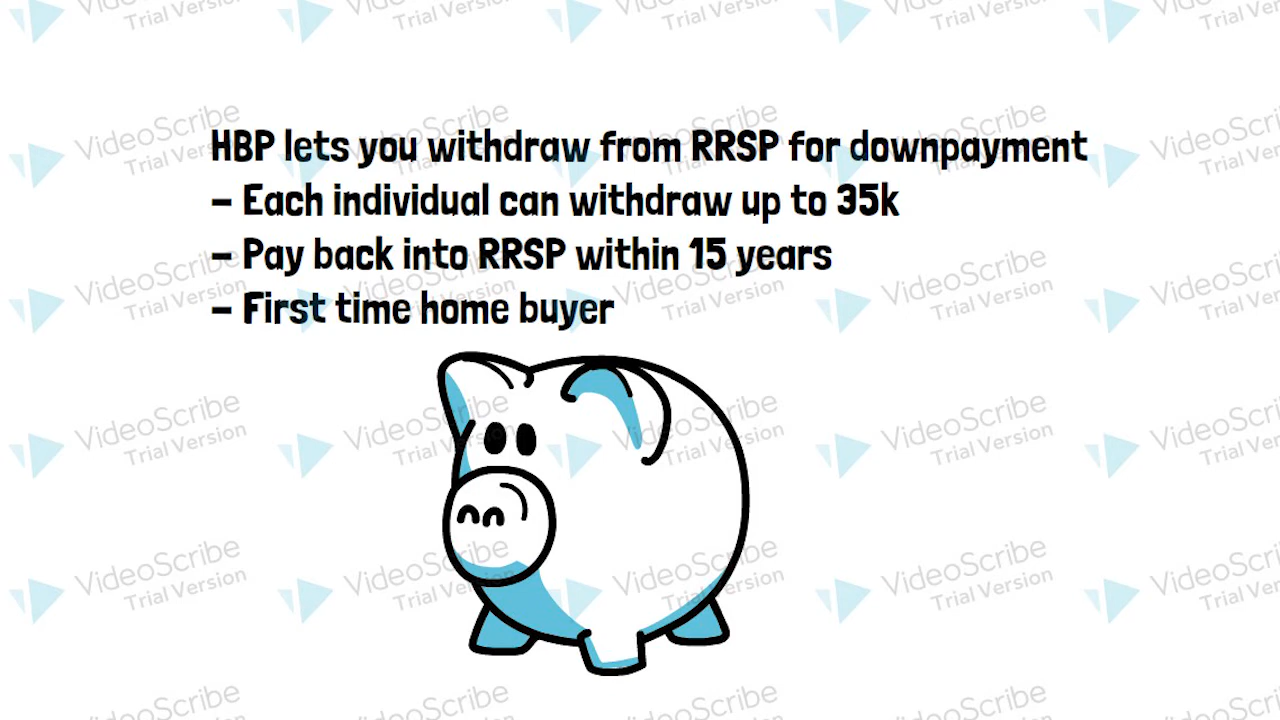 HBP lets you withdraw from RRSP for downpayment
– Each individual can withdraw up to 35k
– Pay back into RRSP within 15 years
– First time home buyer
VideoScribe
Trial Version